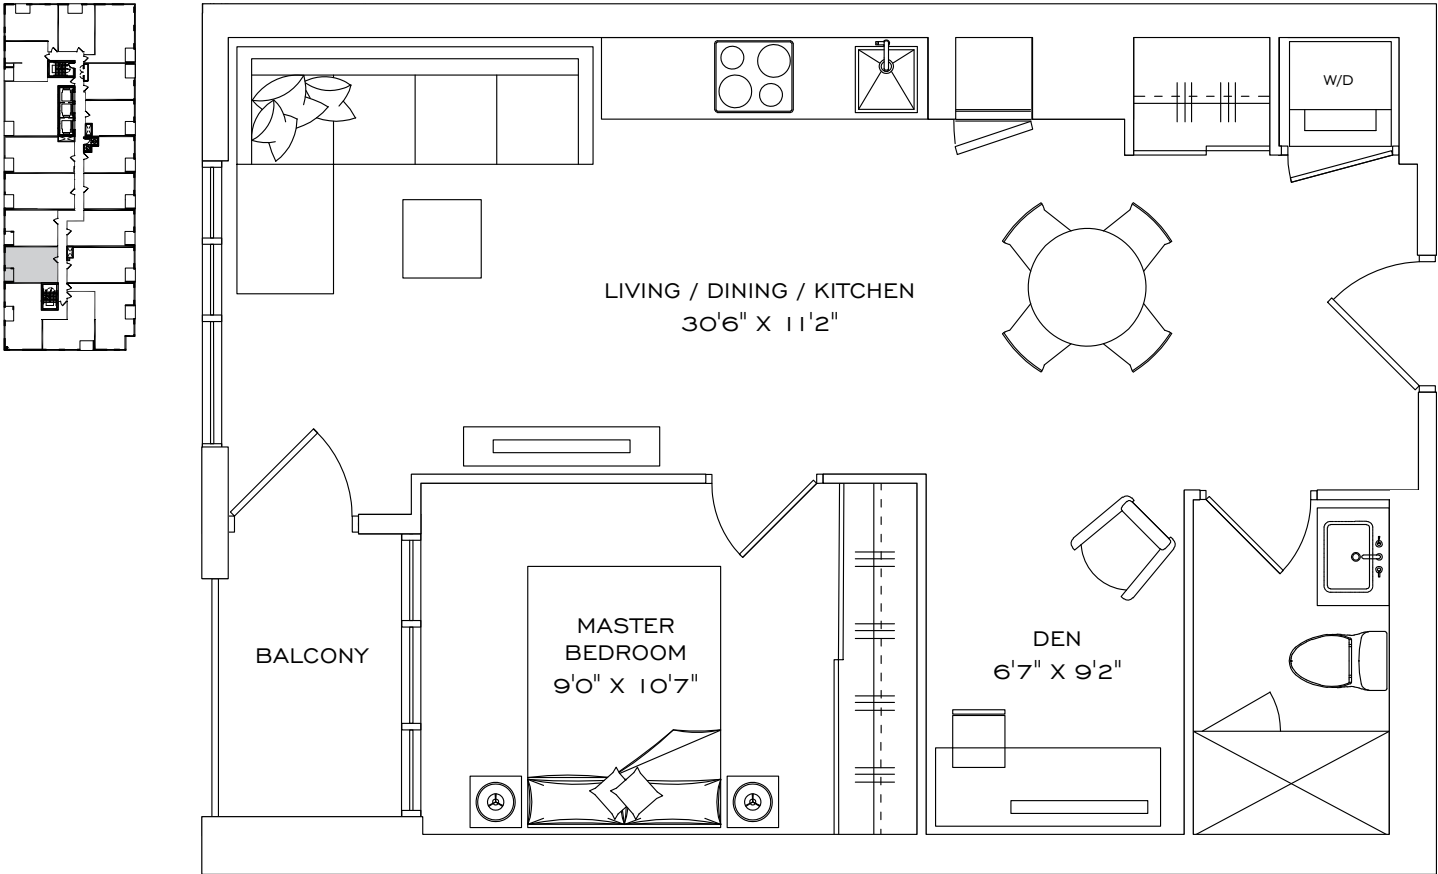 W/D
LIVING / DINING / KITCHEN
30'6" X 11'2"
MASTER
BEDROOM
9'0" X 10'7"
BALCONY
DEN
6'7" X 9'2"